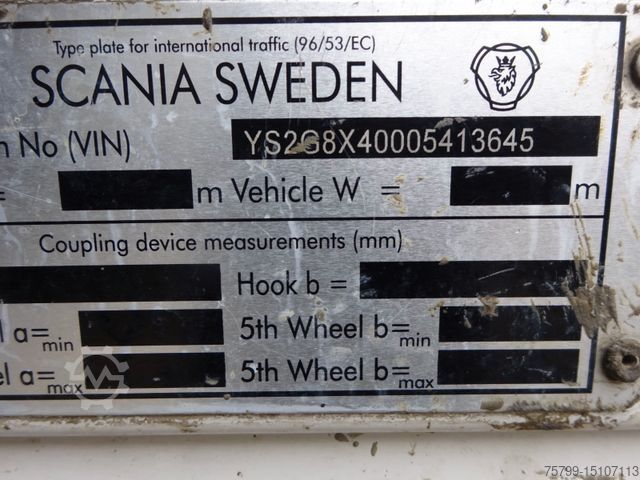 Type plate for international traffic (96/53/EC)
SCANIA SWEDEN
No (VIN) YS2G8X40005413645
= m Vehicle W = m
Coupling device measurements (mm)
Hook b =
a=min 5th Wheel b=min
el a=max 5th Wheel b=max
75799-15107113